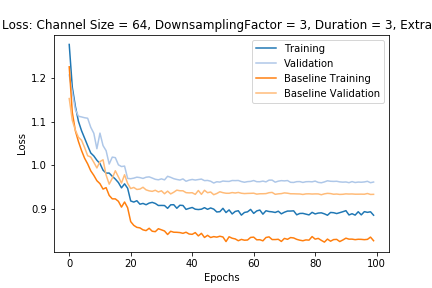 Loss: Channel Size = 64, DownsamplingFactor = 3, Duration = 3, Extra
Training
Validation
Baseline Training
Baseline Validation
1.2
1.1
1.0
0.9
Loss
0 20 40 60 80 100
Epochs